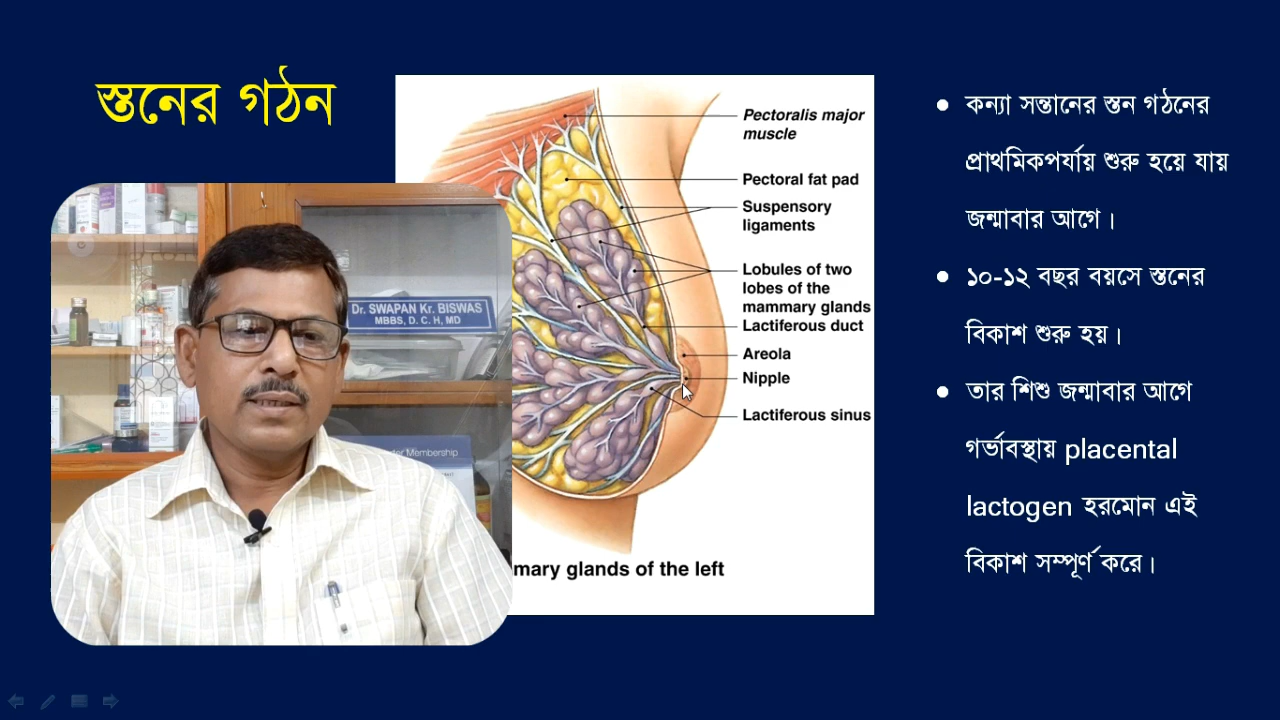 স্তনের গঠন
Pectoralis major
muscle
Pectoral fat pad
Suspensory
ligaments
Lobules of two
lobes of the
mammary glands
Lactiferous duct
Areola
Nipple
Lactiferous sinus
mary glands of the left
Dr. SWAPAN Kr. BISWAS
MBBS, D. C. H, MD
Membership
কন্যা সন্তানের স্তন গঠনের
প্রাথমিকপর্যায় শুরু হয়ে যায়
জন্মাবার আগে।
১০-১২ বছর বয়সে স্তনের
বিকাশ শুরু হয়।
তার শিশু জন্মাবার আগে
গর্ভাবস্থায় placental
lactogen হরমোন এই
বিকাশ সম্পূর্ণ করে।